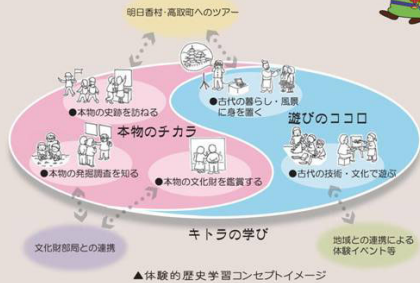 明日香村・高取町へのツアー
●本物の史跡を訪ねる
●古代の暮らし・風景
に身を置く
本物のチカラ
遊びのココロ
●本物の発掘調査を知る
●本物の文化財を鑑賞する
●古代の技術・文化で遊ぶ
キトラの学び
文化財部局との連携
地域との連携による
体験イベント等
▲体験的歴史学習コンセプトイメージ